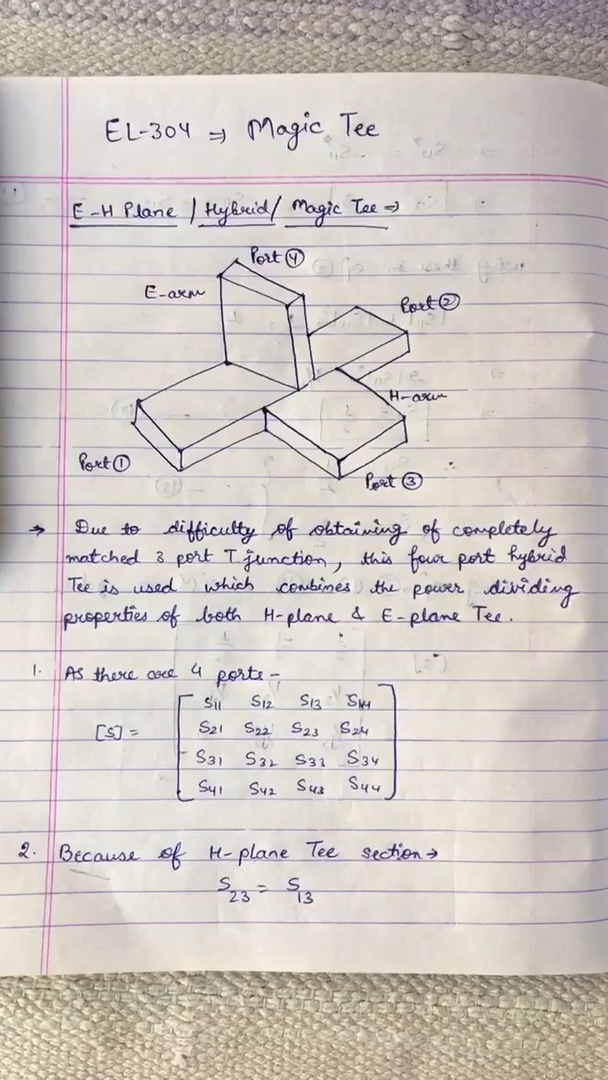 EL-304 ⇒ Magic Tee
E-H Plane / Hybrid / Magic Tee ⇒
Port ④
E-arm
Port ②
H-arm
Port ①
Port ③
→ Due to difficulty of obtaining of completely
matched 3 port T junction, this four port hybrid
Tee is used which combines the power dividing
properties of both H-plane & E-plane Tee.
1. As there are 4 ports -
S11 S12 S13 S14
[S] = S21 S22 S23 S24
S31 S32 S33 S34
S41 S42 S43 S44
2. Because of H-plane Tee section →
S23 = S13